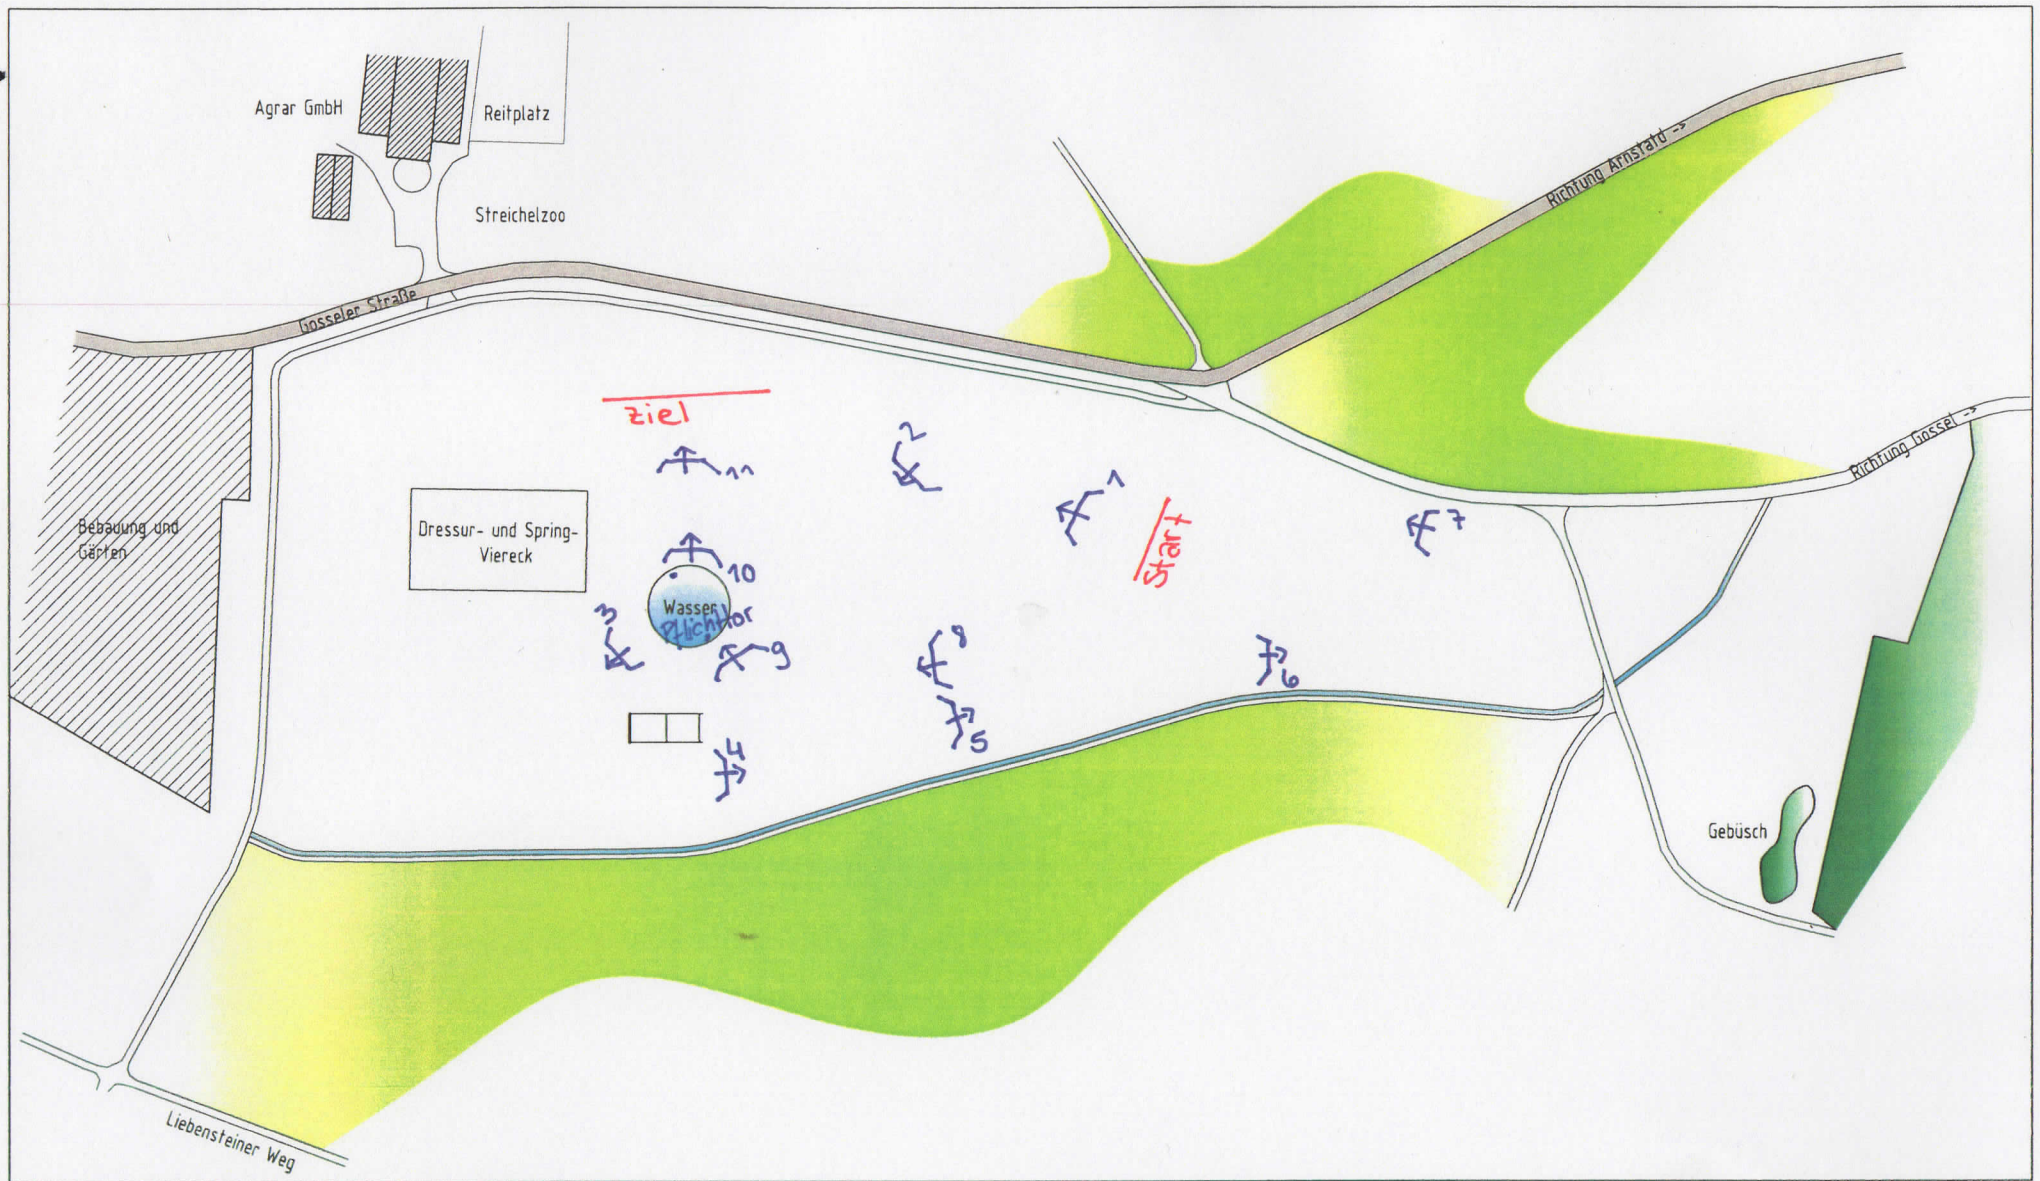 Agrar GmbH
Reitplatz
Streichelzoo
Richtung Arnstatd ->
Gosseler Straße
Ziel
2
11
1
Richtung Gossel ->
Start
7
Bebauung und
Gärten
Dressur- und Spring-
Viereck
10
Wasser
Pflichttor
3
9
8
6
5
4
Gebüsch
Liebensteiner Weg